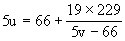 5u = 66 + 19 × 229 / 5v − 66